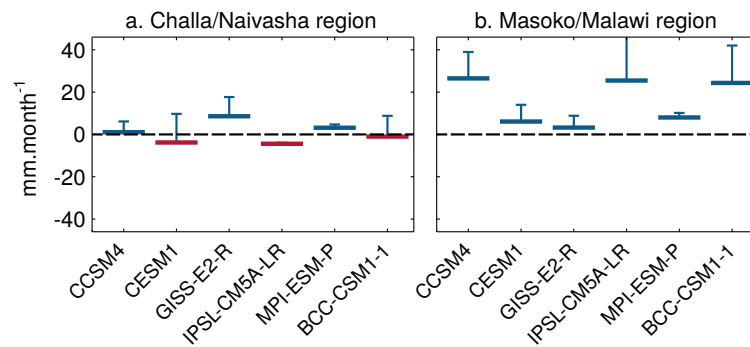 a. Challa/Naivasha region
b. Masoko/Malawi region
mm.month-1
40
20
0
-20
-40
CCSM4
CESM1
GISS-E2-R
IPSL-CM5A-LR
MPI-ESM-P
BCC-CSM1-1
CCSM4
CESM1
GISS-E2-R
IPSL-CM5A-LR
MPI-ESM-P
BCC-CSM1-1